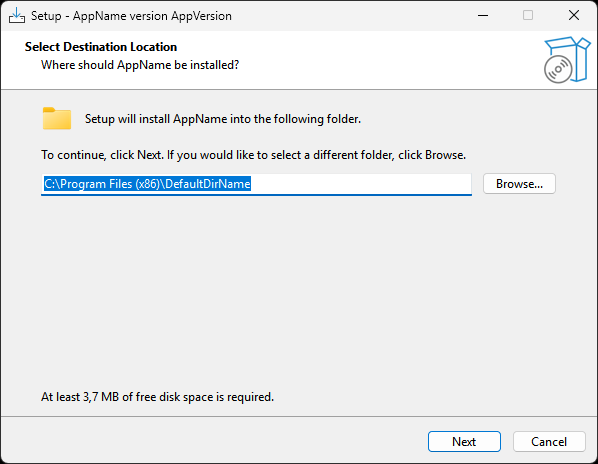 Setup - AppName version AppVersion
Select Destination Location
Where should AppName be installed?
Setup will install AppName into the following folder.
To continue, click Next. If you would like to select a different folder, click Browse.
C:\Program Files (x86)\DefaultDirName
Browse...
At least 3,7 MB of free disk space is required.
Next
Cancel